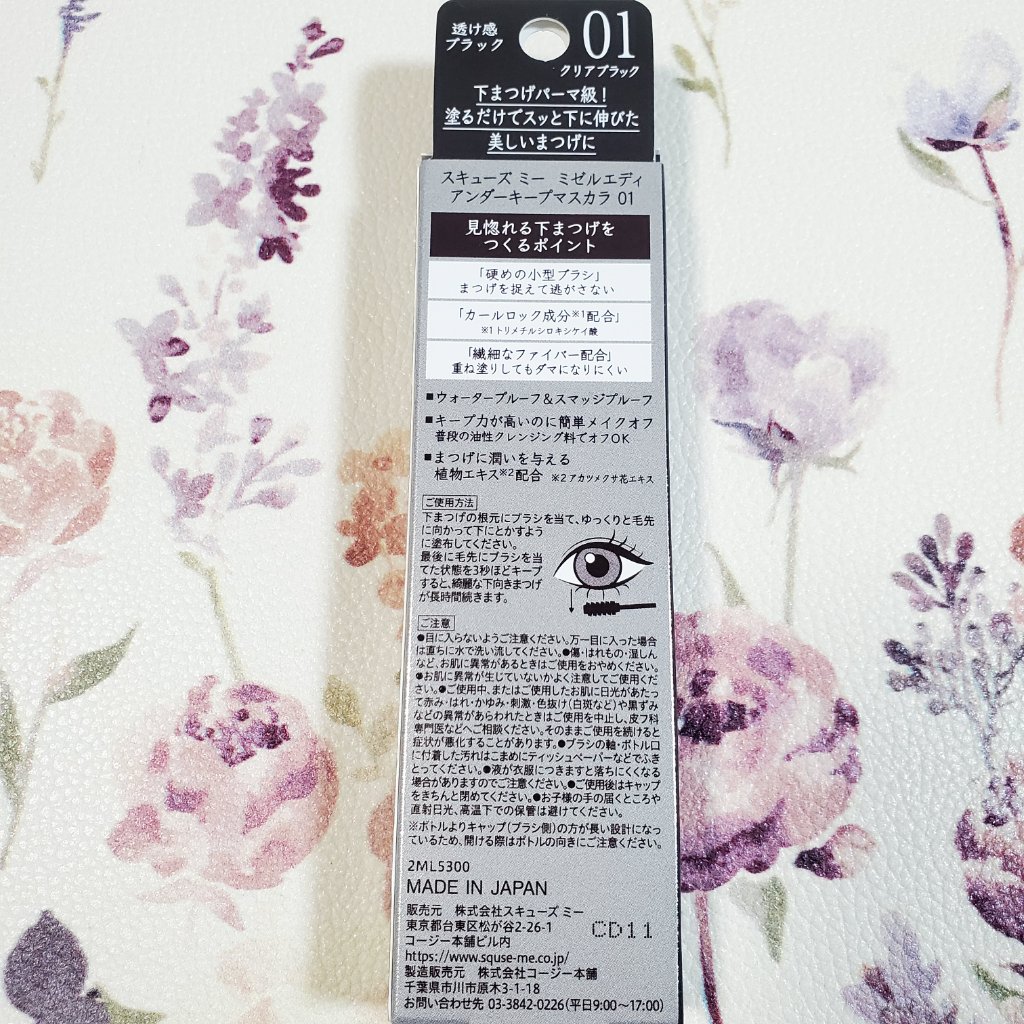 透け感
ブラック
01
クリアブラック
下まつげパーマ級！
塗るだけでスッと下に伸びた
美しいまつげに
スキューズ ミー ミゼルエディ
アンダーキープマスカラ 01
見惚れる下まつげを
つくるポイント
「硬めの小型ブラシ」
まつげを捉えて逃がさない
「カールロック成分※1配合」
※1トリメチルシロキシケイ酸
「繊細なファイバー配合」
重ね塗りしてもダマになりにくい
■ウォータープルーフ＆スマッジプルーフ
■キープ力が高いのに簡単メイクオフ
普段の油性クレンジング料でオフOK
■まつげに潤いを与える
植物エキス※2配合 ※2アカツメクサ花エキス
ご使用方法
下まつげの根元にブラシを当て、ゆっくりと毛先
に向かって下にとかすよう
に塗布してください。
最後に毛先にブラシを当
てた状態を3秒ほどキープ
すると、綺麗な下向きまつげ
が長時間続きます。
ご注意
●目に入らないようご注意ください。万一目に入った場合
は直ちに水で洗い流してください。●傷・はれもの・湿しん
など、お肌に異常があるときはご使用をおやめください。
●お肌に異常が生じていないかよく注意してご使用くだ
さい。●ご使用中、またはご使用したお肌に日光があたっ
て赤み・はれ・かゆみ・刺激・色抜け(白斑など)や黒ずみ
などの異常があらわれたときはご使用を中止し、皮フ科
専門医などへご相談ください。そのままご使用を続けると
症状が悪化することがあります。●ブラシの軸・ボトル口
に付着した汚れはこまめにティッシュペーパーなどでふき
とってください。●液が衣服につきますと落ちにくくなる
場合がありますのでご注意ください。●ご使用後はキャップ
をきちんと閉めてください。●お子様の手の届くところや
直射日光、高温下での保管は避けてください。
※ボトルよりキャップ(ブラシ側)の方が長い設計になっ
ているため、開ける際はボトルの向きにご注意ください。
2ML5300
MADE IN JAPAN
販売元 株式会社スキューズ ミー
東京都台東区松が谷2-26-1
コージー本舗ビル内
CD11
https://www.squse-me.co.jp/
製造販売元 株式会社コージー本舗
千葉県市川市原木3-1-18
お問い合わせ先 03-3842-0226(平日9:00～17:00)